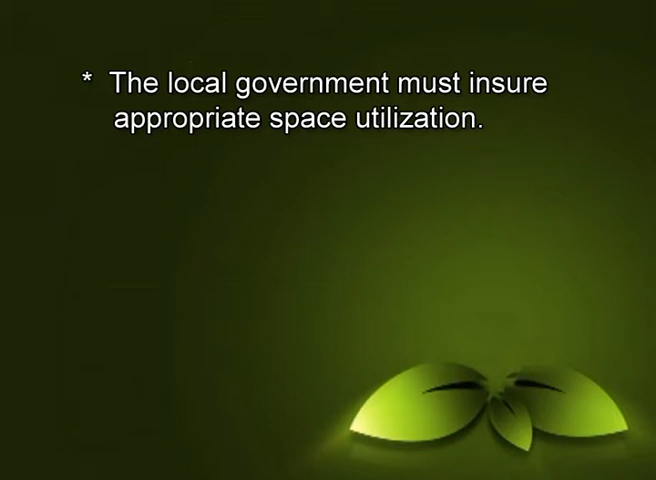 * The local government must insure
appropriate space utilization.